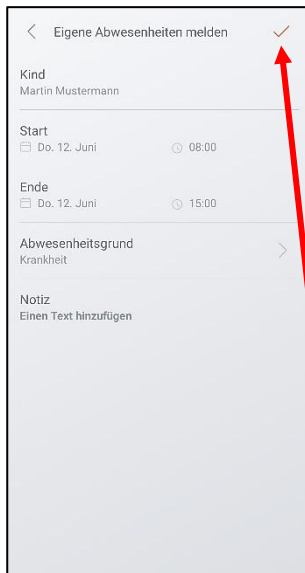 Eigene Abwesenheiten melden
Kind
Martin Mustermann
Start
Do. 12. Juni 08:00
Ende
Do. 12. Juni 15:00
Abwesenheitsgrund
Krankheit
Notiz
Einen Text hinzufügen